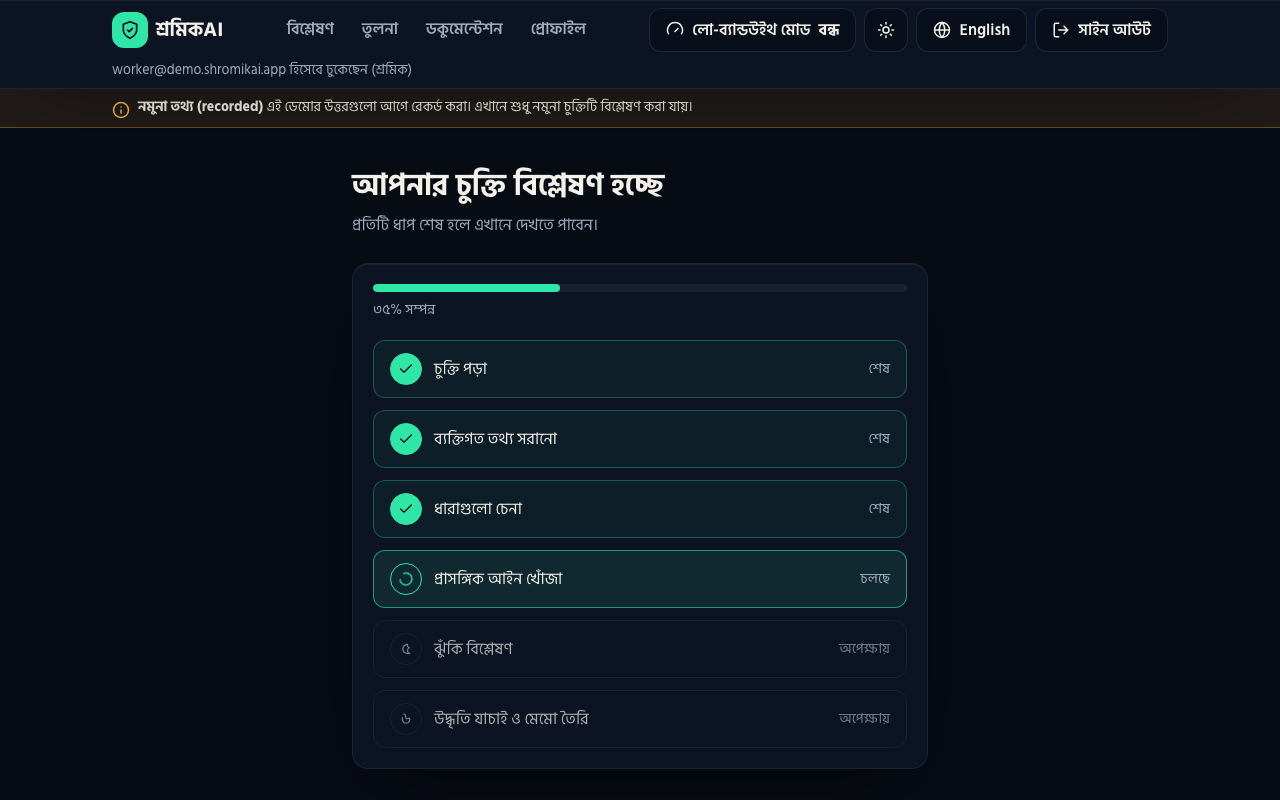 শ্রমিকAI
বিশ্লেষণ
তুলনা
ডকুমেন্টেশন
প্রোফাইল
লো-ব্যান্ডউইথ মোড বন্ধ
English
সাইন আউট
worker@demo.shromikai.app হিসেবে ঢুকেছেন (শ্রমিক)
নমুনা তথ্য (recorded) এই ডেমোর উত্তরগুলো আগে রেকর্ড করা। এখানে শুধু নমুনা চুক্তিটি বিশ্লেষণ করা যায়।
আপনার চুক্তি বিশ্লেষণ হচ্ছে
প্রতিটি ধাপ শেষ হলে এখানে দেখতে পাবেন।
৩৫% সম্পন্ন
চুক্তি পড়া শেষ
ব্যক্তিগত তথ্য সরানো শেষ
ধারাগুলো চেনা শেষ
প্রাসঙ্গিক আইন খোঁজা চলছে
৫ ঝুঁকি বিশ্লেষণ অপেক্ষায়
৬ উদ্ধৃতি যাচাই ও মেমো তৈরি অপেক্ষায়